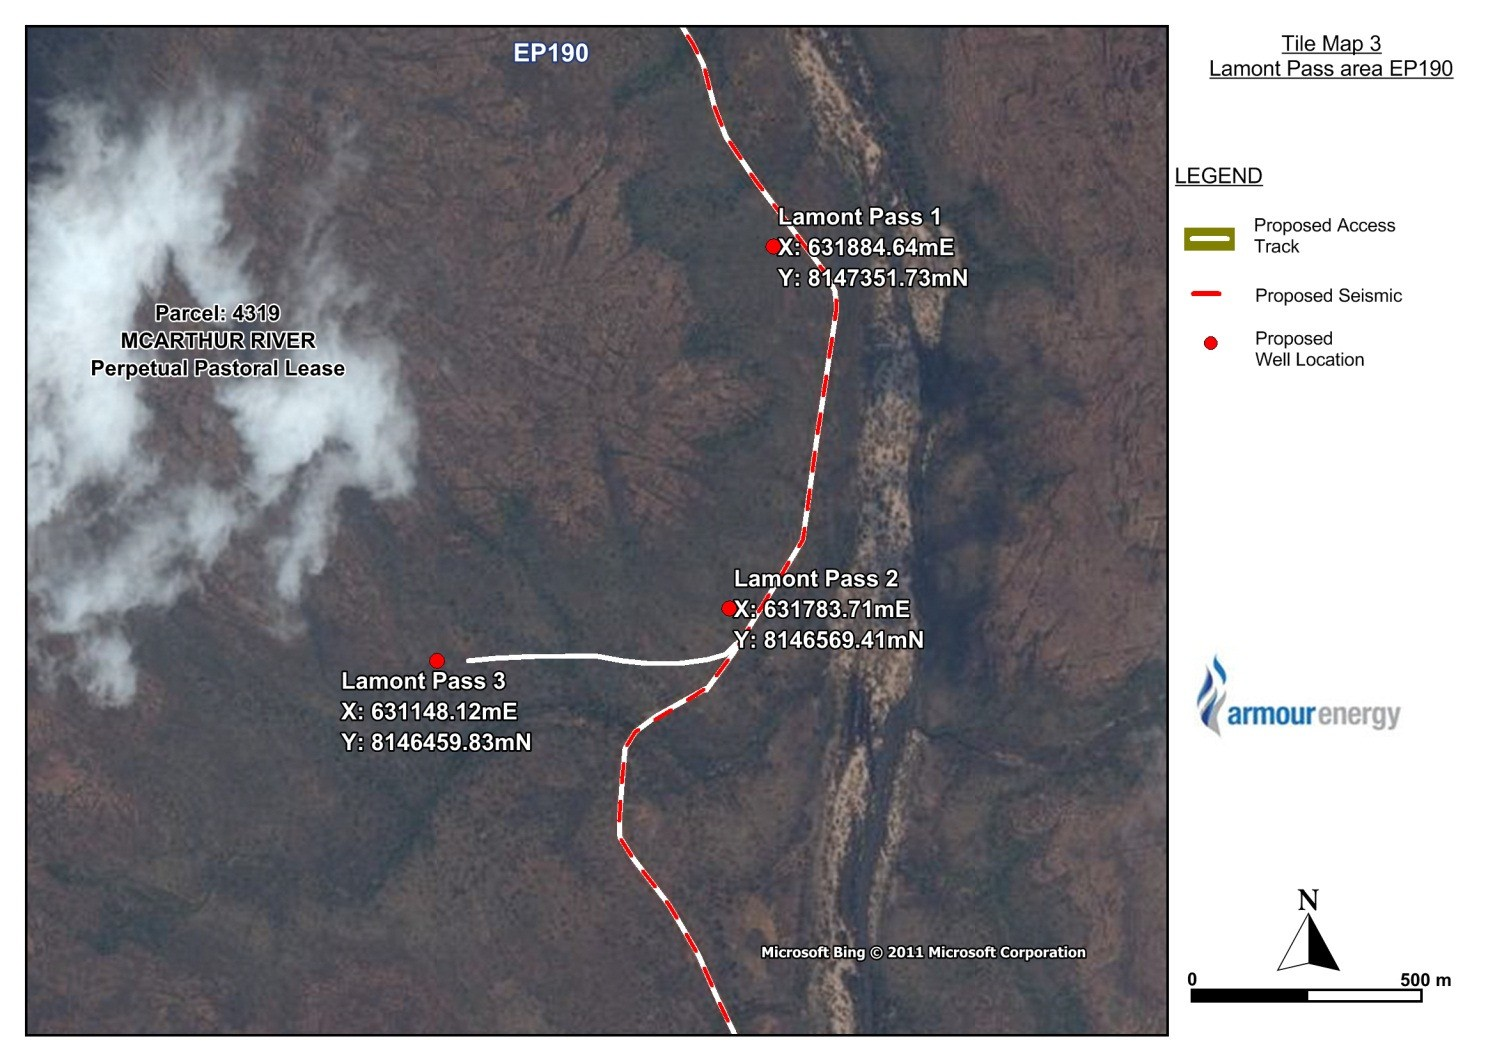 EP190
Tile Map 3
Lamont Pass area EP190
LEGEND
Proposed Access
Track
Proposed Seismic
Proposed
Well Location
Lamont Pass 1
X: 631884.64mE
Y: 8147351.73mN
Parcel: 4319
MCARTHUR RIVER
Perpetual Pastoral Lease
Lamont Pass 2
X: 631783.71mE
Y: 8146569.41mN
Lamont Pass 3
X: 631148.12mE
Y: 8146459.83mN
armourenergy
Microsoft Bing © 2011 Microsoft Corporation
N
0 500 m